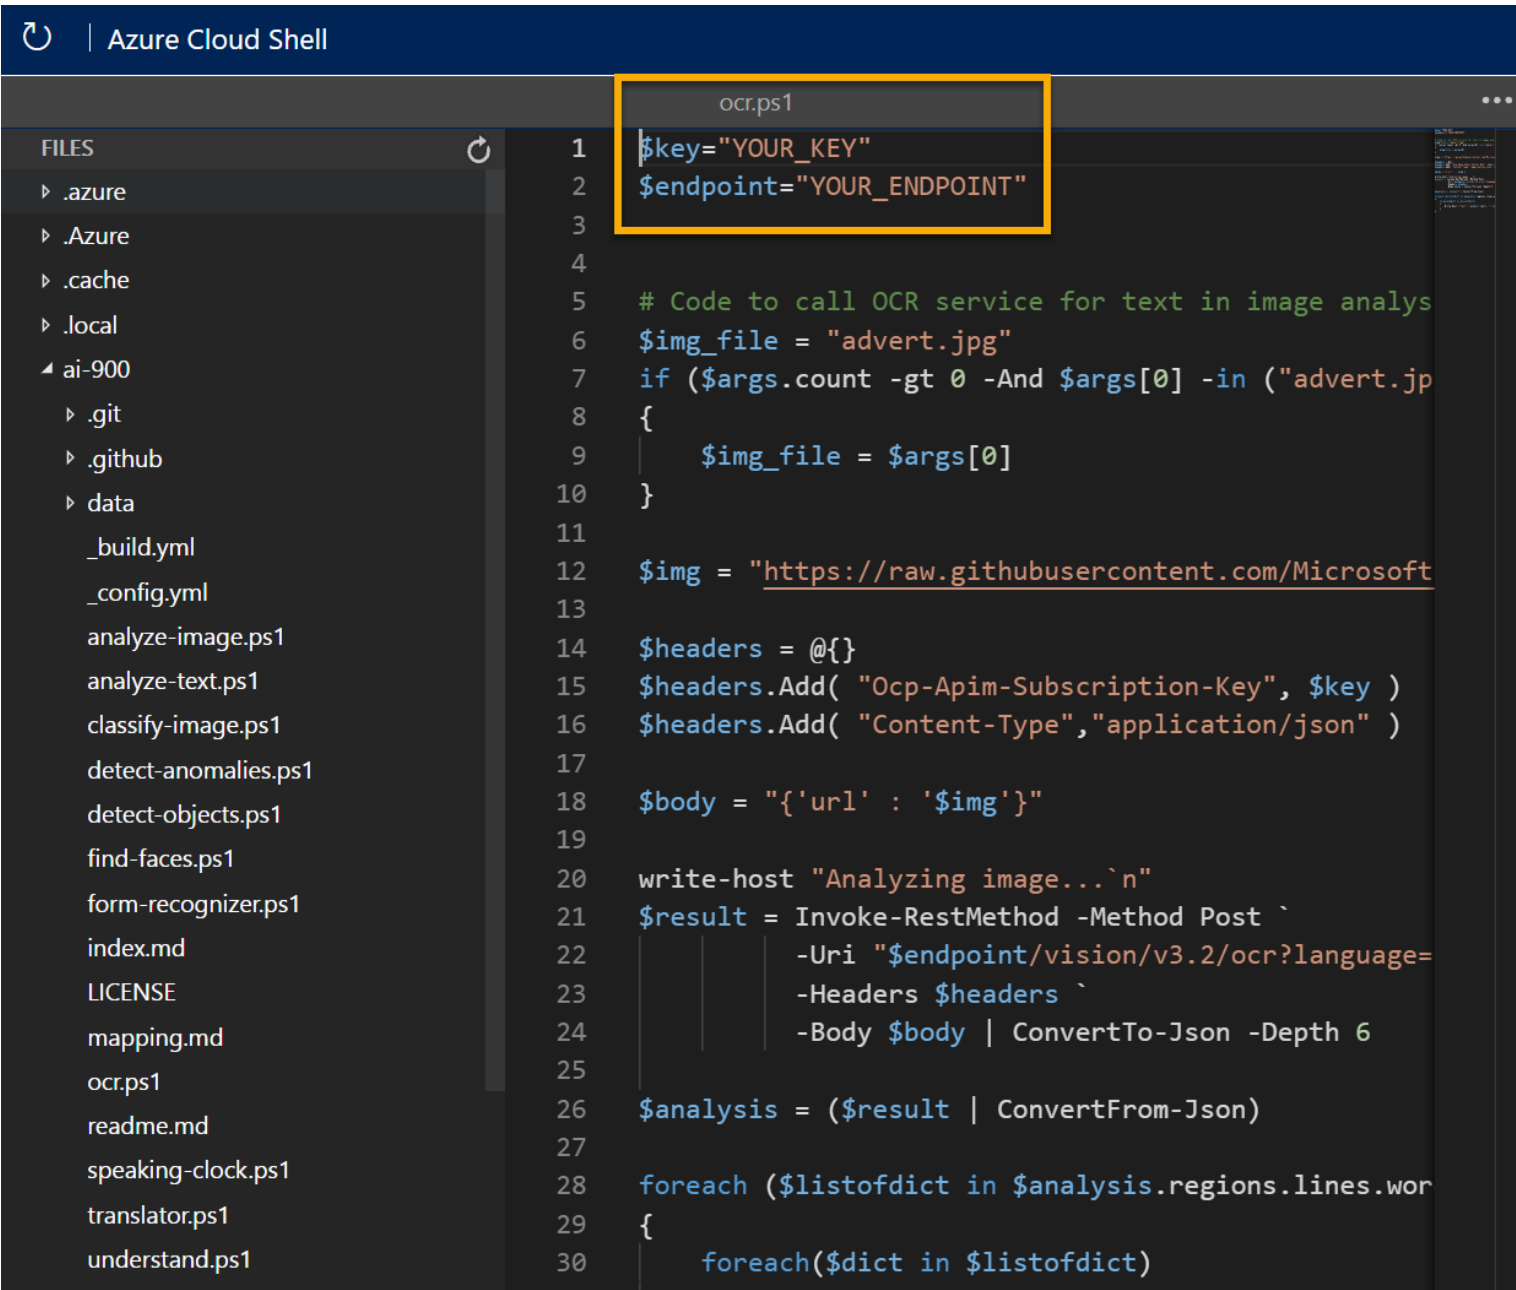 Azure Cloud Shell
ocr.ps1
FILES
.azure
.Azure
.cache
.local
ai-900
.git
.github
data
_build.yml
_config.yml
analyze-image.ps1
analyze-text.ps1
classify-image.ps1
detect-anomalies.ps1
detect-objects.ps1
find-faces.ps1
form-recognizer.ps1
index.md
LICENSE
mapping.md
ocr.ps1
readme.md
speaking-clock.ps1
translator.ps1
understand.ps1
1 $key="YOUR_KEY"
2 $endpoint="YOUR_ENDPOINT"
3
4
5 # Code to call OCR service for text in image analys
6 $img_file = "advert.jpg"
7 if ($args.count -gt 0 -And $args[0] -in ("advert.jp
8 {
9 $img_file = $args[0]
10 }
11
12 $img = "https://raw.githubusercontent.com/Microsoft
13
14 $headers = @{}
15 $headers.Add( "Ocp-Apim-Subscription-Key", $key )
16 $headers.Add( "Content-Type","application/json" )
17
18 $body = "{'url' : '$img'}"
19
20 write-host "Analyzing image...`n"
21 $result = Invoke-RestMethod -Method Post `
22 -Uri "$endpoint/vision/v3.2/ocr?language=
23 -Headers $headers `
24 -Body $body | ConvertTo-Json -Depth 6
25
26 $analysis = ($result | ConvertFrom-Json)
27
28 foreach ($listofdict in $analysis.regions.lines.wor
29 {
30 foreach($dict in $listofdict)